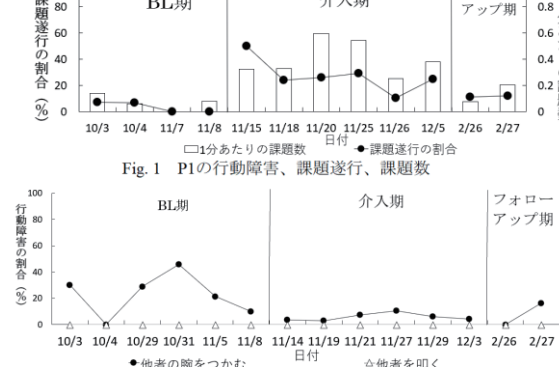 80
60
40
20
0
課題遂行の割合(%)
BL期
介入期
アップ期
0.8
0.6
0.4
0.2
0
10/3 10/4 11/7 11/8 11/15 11/18 11/20 11/25 11/26 12/5 2/26 2/27
日付
1分あたりの課題数 課題遂行の割合
Fig. 1 P1の行動障害、課題遂行、課題数
100
80
60
40
20
0
行動障害の割合(%)
BL期
介入期
フォロー
アップ期
10/3 10/4 10/29 10/31 11/5 11/8 11/14 11/19 11/21 11/27 11/29 12/3 2/26 2/27
日付
他者の腕をつかむ 他者を叩く